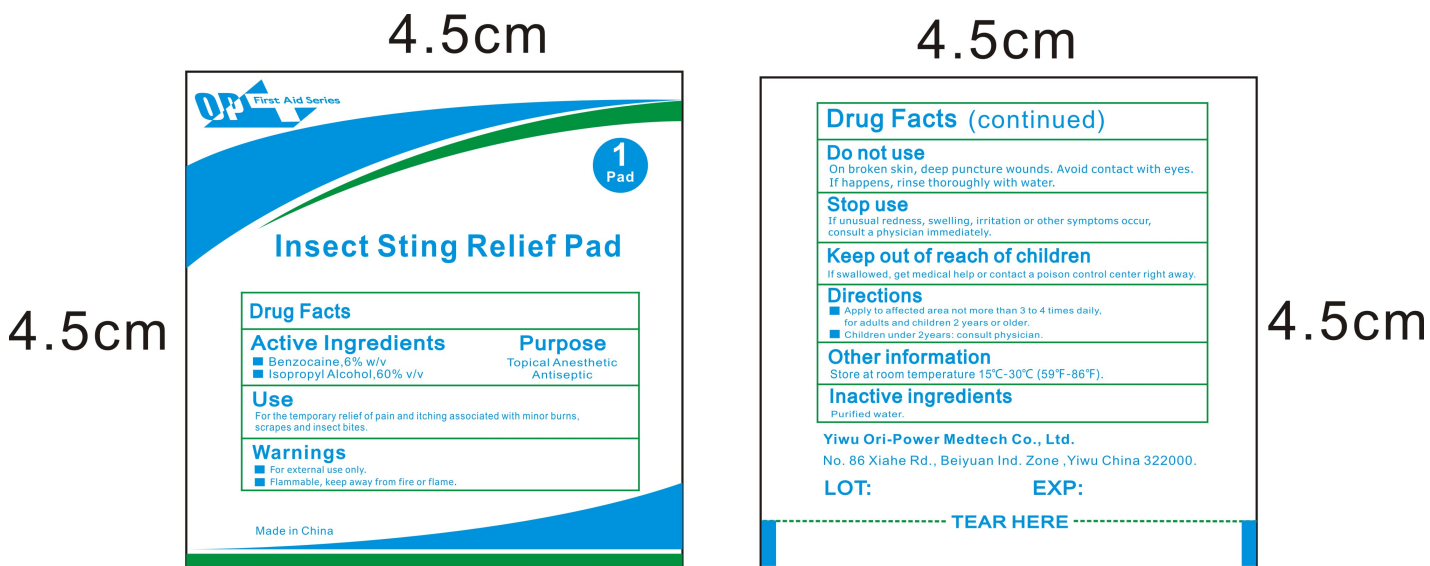 4.5cm
4.5cm
4.5cm
4.5cm
OP
First Aid Series
1
Pad
Insect Sting Relief Pad
Drug Facts
Active Ingredients Purpose
■ Benzocaine,6% w/v Topical Anesthetic
■ Isopropyl Alcohol,60% v/v Antiseptic
Use
For the temporary relief of pain and itching associated with minor burns,
scrapes and insect bites.
Warnings
■ For external use only.
■ Flammable, keep away from fire or flame.
Made in China
Drug Facts (continued)
Do not use
On broken skin, deep puncture wounds. Avoid contact with eyes.
If happens, rinse thoroughly with water.
Stop use
If unusual redness, swelling, irritation or other symptoms occur,
consult a physician immediately.
Keep out of reach of children
If swallowed, get medical help or contact a poison control center right away.
Directions
■ Apply to affected area not more than 3 to 4 times daily,
for adults and children 2 years or older.
■ Children under 2years: consult physician.
Other information
Store at room temperature 15℃-30℃ (59℉-86℉).
Inactive ingredients
Purified water.
Yiwu Ori-Power Medtech Co., Ltd.
No. 86 Xiahe Rd., Beiyuan Ind. Zone ,Yiwu China 322000.
LOT: EXP:
TEAR HERE